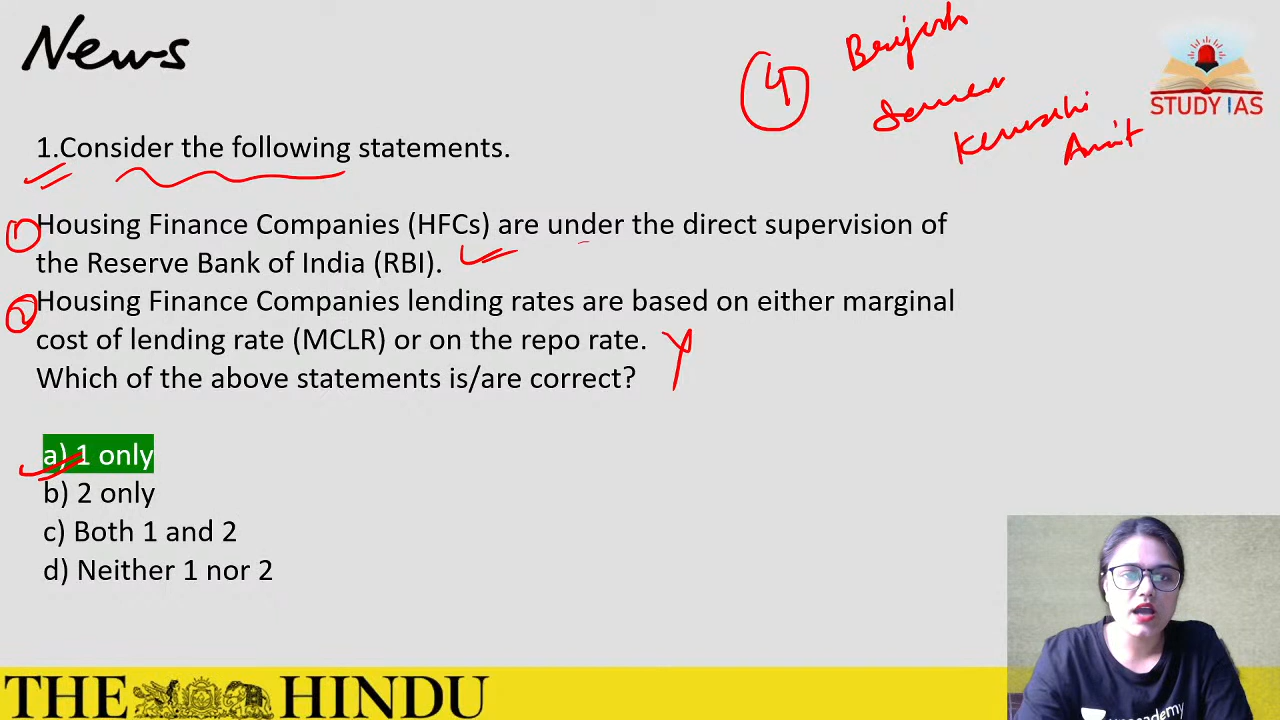 News
4
STUDY IAS
Amit
1.Consider the following statements.
1
Housing Finance Companies (HFCs) are under the direct supervision of
the Reserve Bank of India (RBI).
2
Housing Finance Companies lending rates are based on either marginal
cost of lending rate (MCLR) or on the repo rate.
Which of the above statements is/are correct?
a) 1 only
b) 2 only
c) Both 1 and 2
d) Neither 1 nor 2
THE HINDU